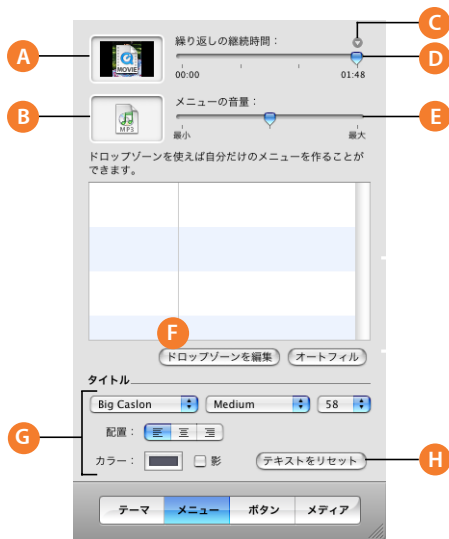 C
繰り返しの継続時間：
A
MOVIE
D
00:00
01:48
メニューの音量：
B
MP3
E
最小
最大
ドロップゾーンを使えば自分だけのメニューを作ることが
できます。
F
ドロップゾーンを編集
オートフィル
タイトル
Big Caslon
Medium
58
配置：
G
カラー：
影
テキストをリセット
H
テーマ
メニュー
ボタン
メディア